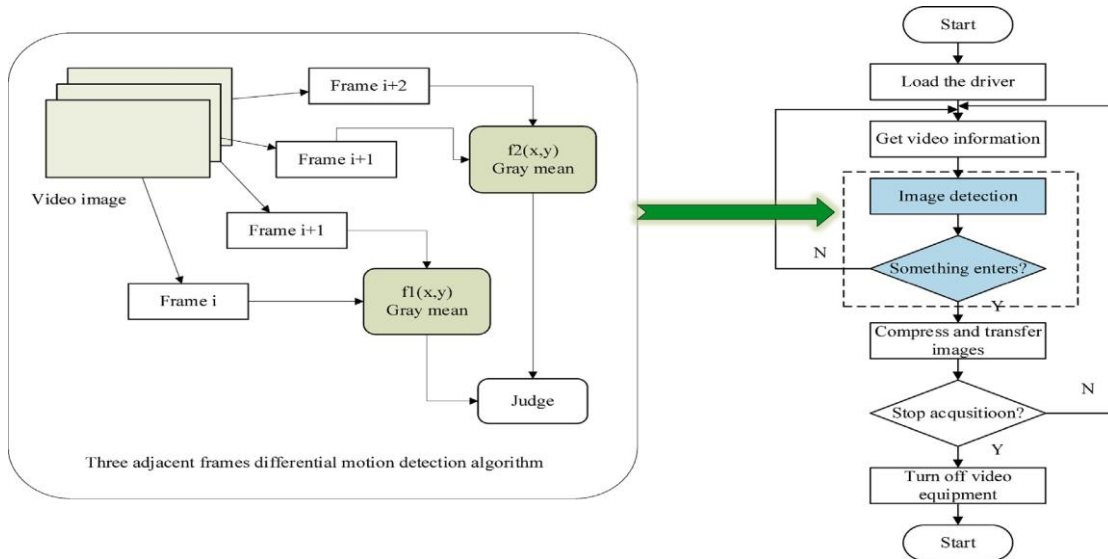 Frame i+2
Frame i+1
f2(x,y)
Gray mean
Video image
Frame i+1
Frame i
f1(x,y)
Gray mean
Judge
Three adjacent frames differential motion detection algorithm
Start
Load the driver
Get video information
Image detection
N
Something enters?
Y
Compress and transfer
images
N
Stop acqusitioon?
Y
Turn off video
equipment
Start